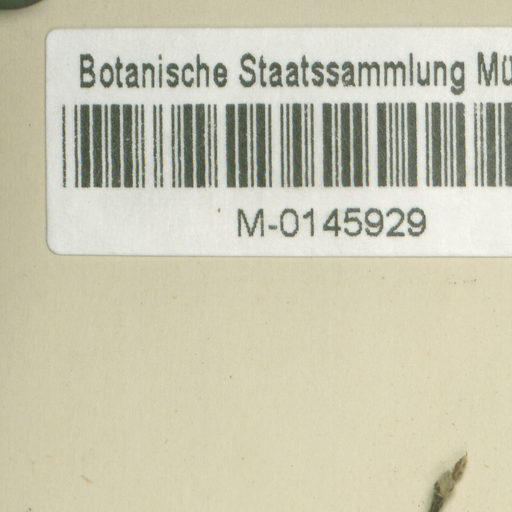 Botanische Staatssammlung Mü
M-0145929